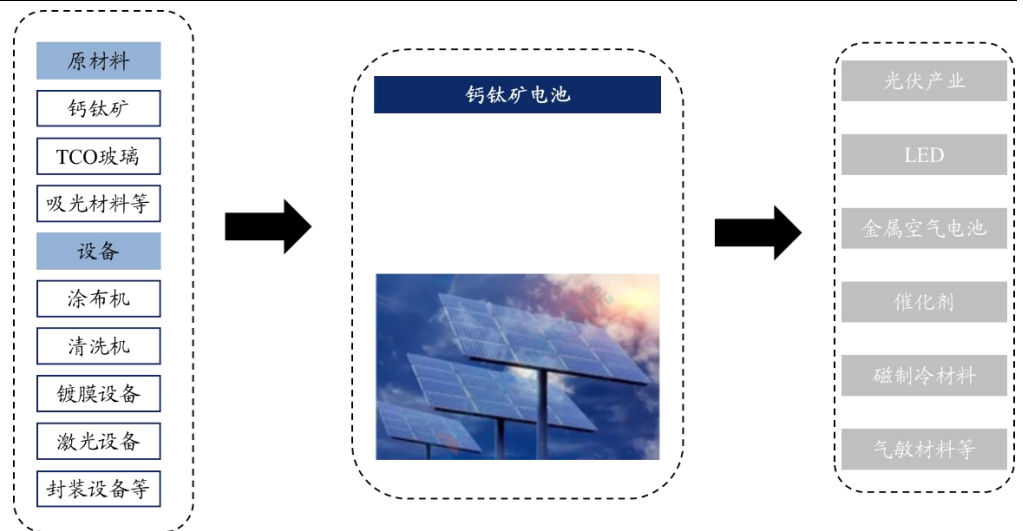 原材料
钙钛矿
TCO玻璃
吸光材料等
设备
涂布机
清洗机
镀膜设备
激光设备
封装设备等
钙钛矿电池
光伏产业
LED
金属空气电池
催化剂
磁制冷材料
气敏材料等